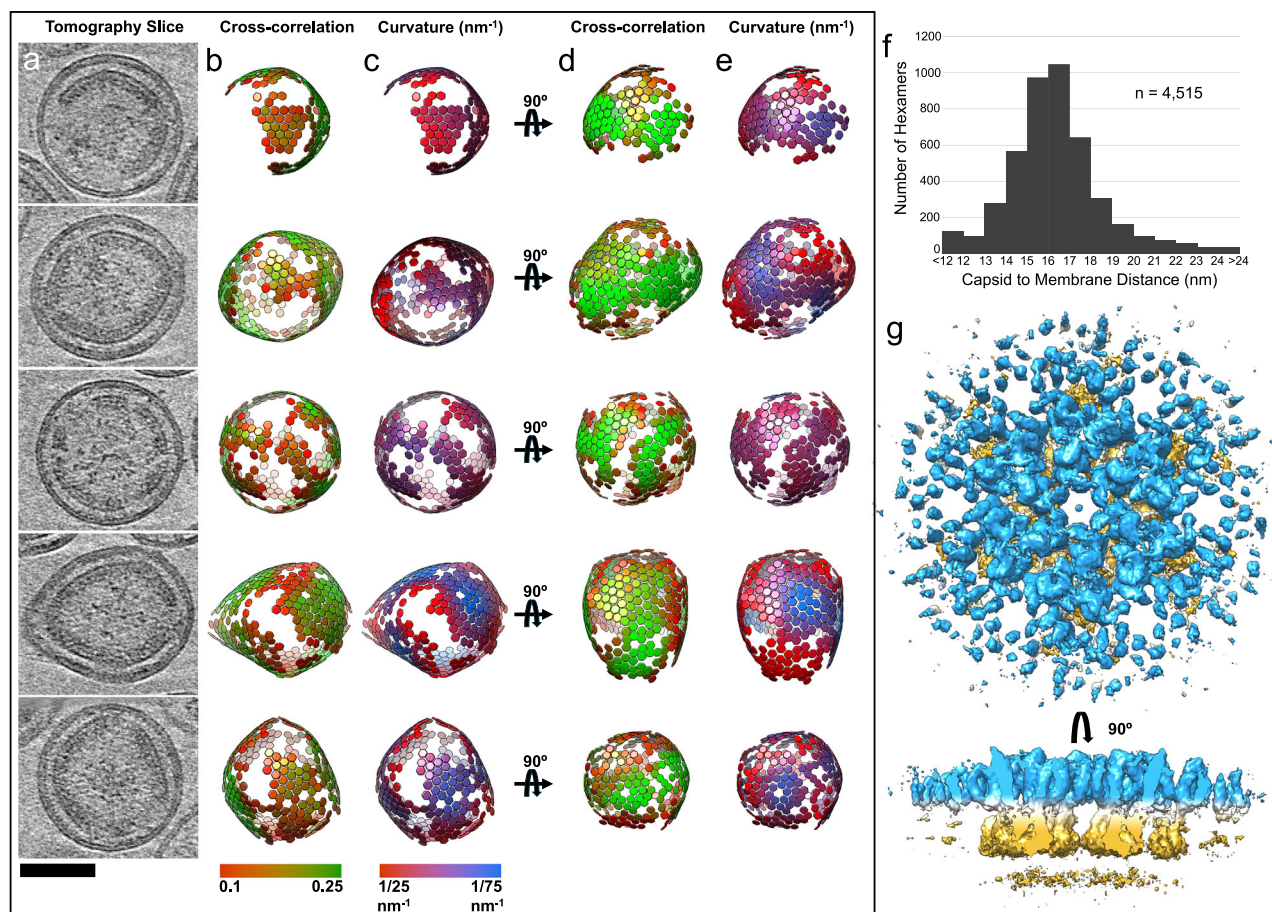 Tomography Slice
Cross-correlation
Curvature (nm⁻¹)
Cross-correlation
Curvature (nm⁻¹)
a
b
c
d
e
90º
90º
90º
90º
90º
0.1
0.25
1/25
nm⁻¹
1/75
nm⁻¹
f
1200
1000
800
600
400
200
0
n = 4,515
Number of Hexamers
<12 12 13 14 15 16 17 18 19 20 21 22 23 24 >24
Capsid to Membrane Distance (nm)
g
90º